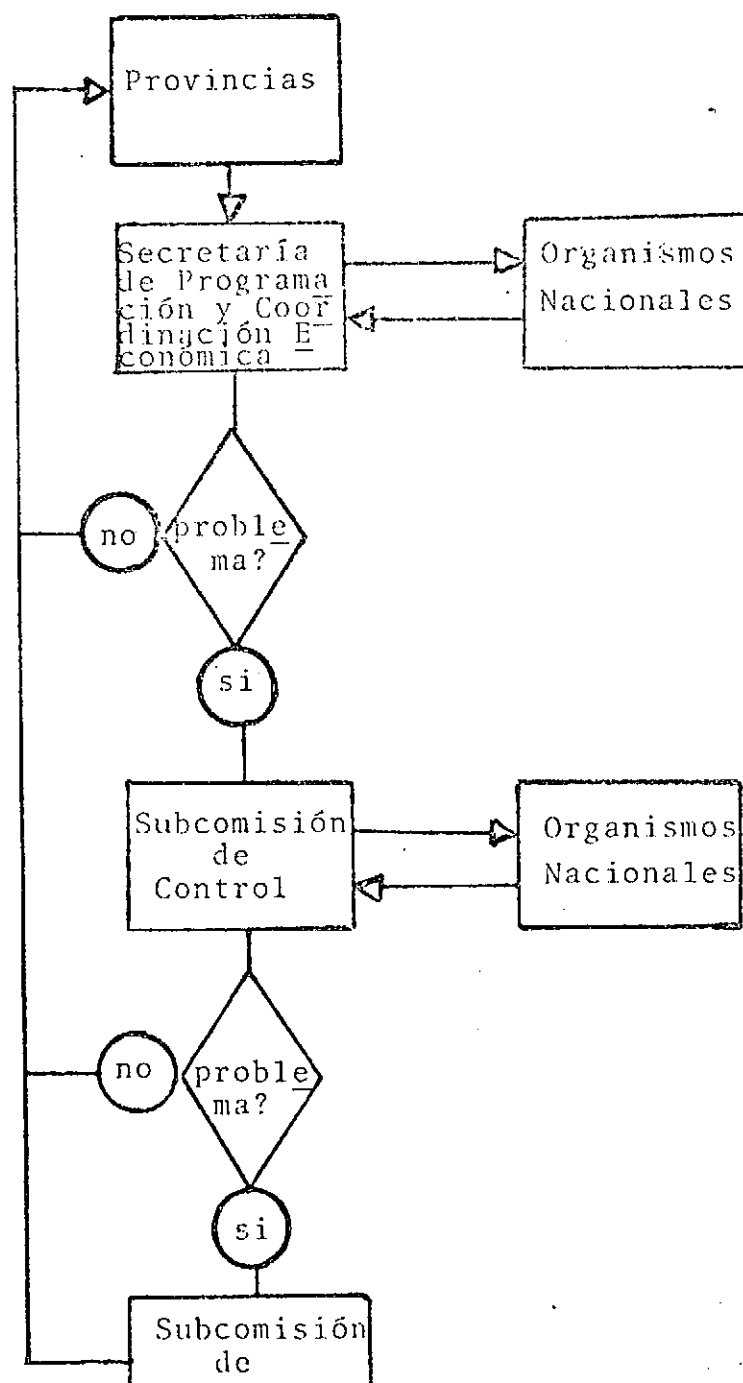 Provincias
Secretaría
de Programa
ción y Coor
dinación E
conómica
Organismos
Nacionales
no
proble
ma?
si
Subcomisión
de
Control
Organismos
Nacionales
no
proble
ma?
si
Subcomisión
de